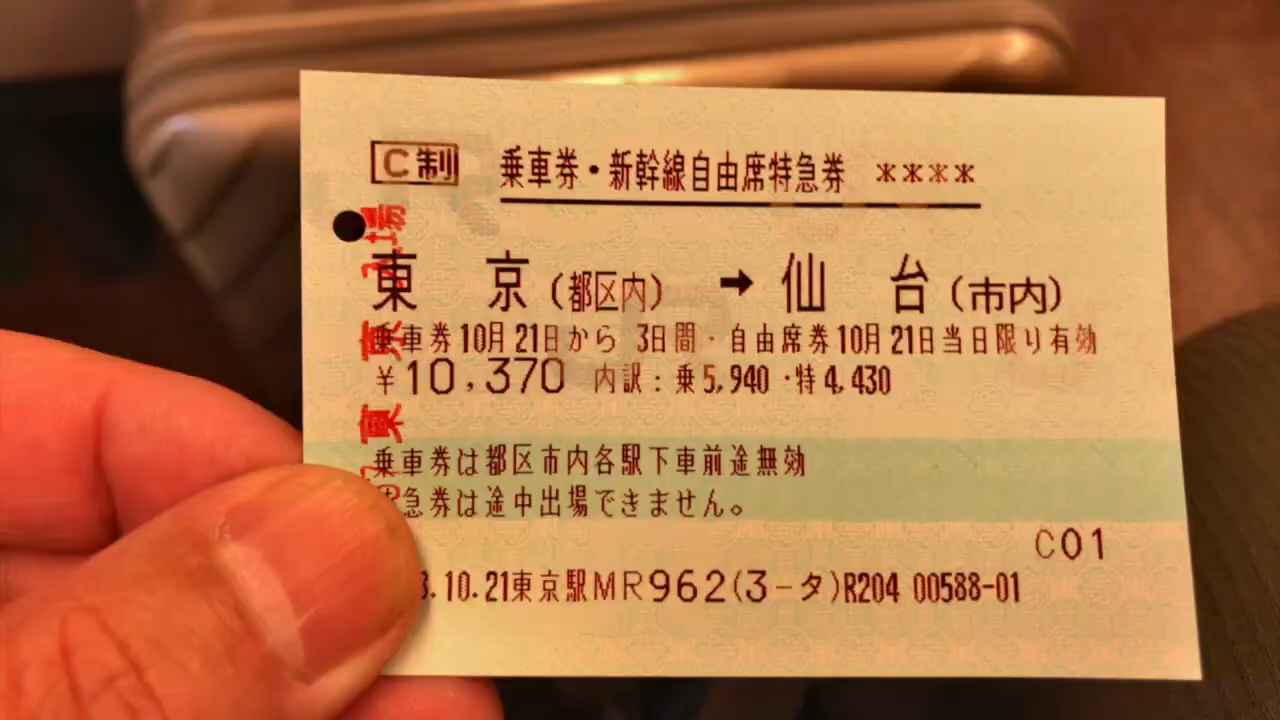 C制 乗車券・新幹線自由席特急券 ****
東 京(都区内) → 仙 台(市内)
乗車券10月21日から 3日間・自由席券10月21日当日限り有効
¥10,370 内訳:乗5,940・特4,430
乗車券は都区市内各駅下車前途無効
急券は途中出場できません。
C01
3.10.21東京駅MR962(3-タ)R204 00588-01
東
東
場